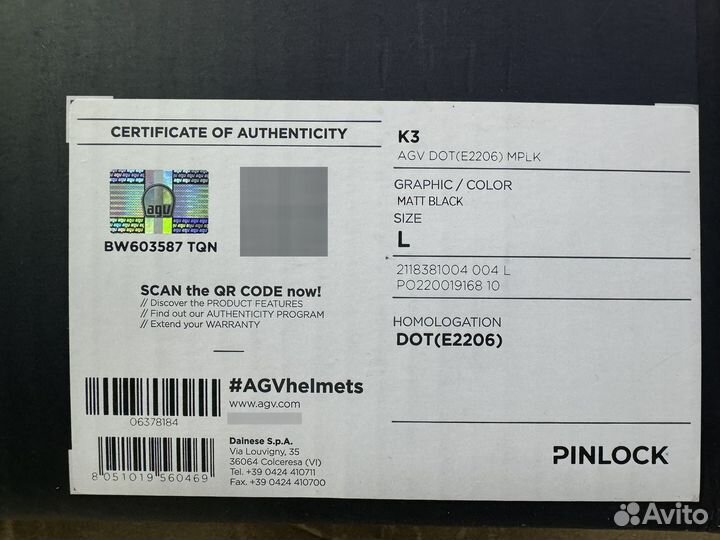 CERTIFICATE OF AUTHENTICITY
agv
BW603587 TQN
SCAN the QR CODE now!
// Discover the PRODUCT FEATURES
// Find out our AUTHENTICITY PROGRAM
// Extend your WARRANTY
#AGVhelmets
www.agv.com
06378184
Dainese S.p.A.
Via Louvigny, 35
36064 Colceresa (VI)
Tel. +39 0424 410711
Fax. +39 0424 410700
8 051019 560469
K3
AGV DOT(E2206) MPLK
GRAPHIC / COLOR
MATT BLACK
SIZE
L
2118381004 004 L
PO220019168 10
HOMOLOGATION
DOT(E2206)
PINLOCK
Avito